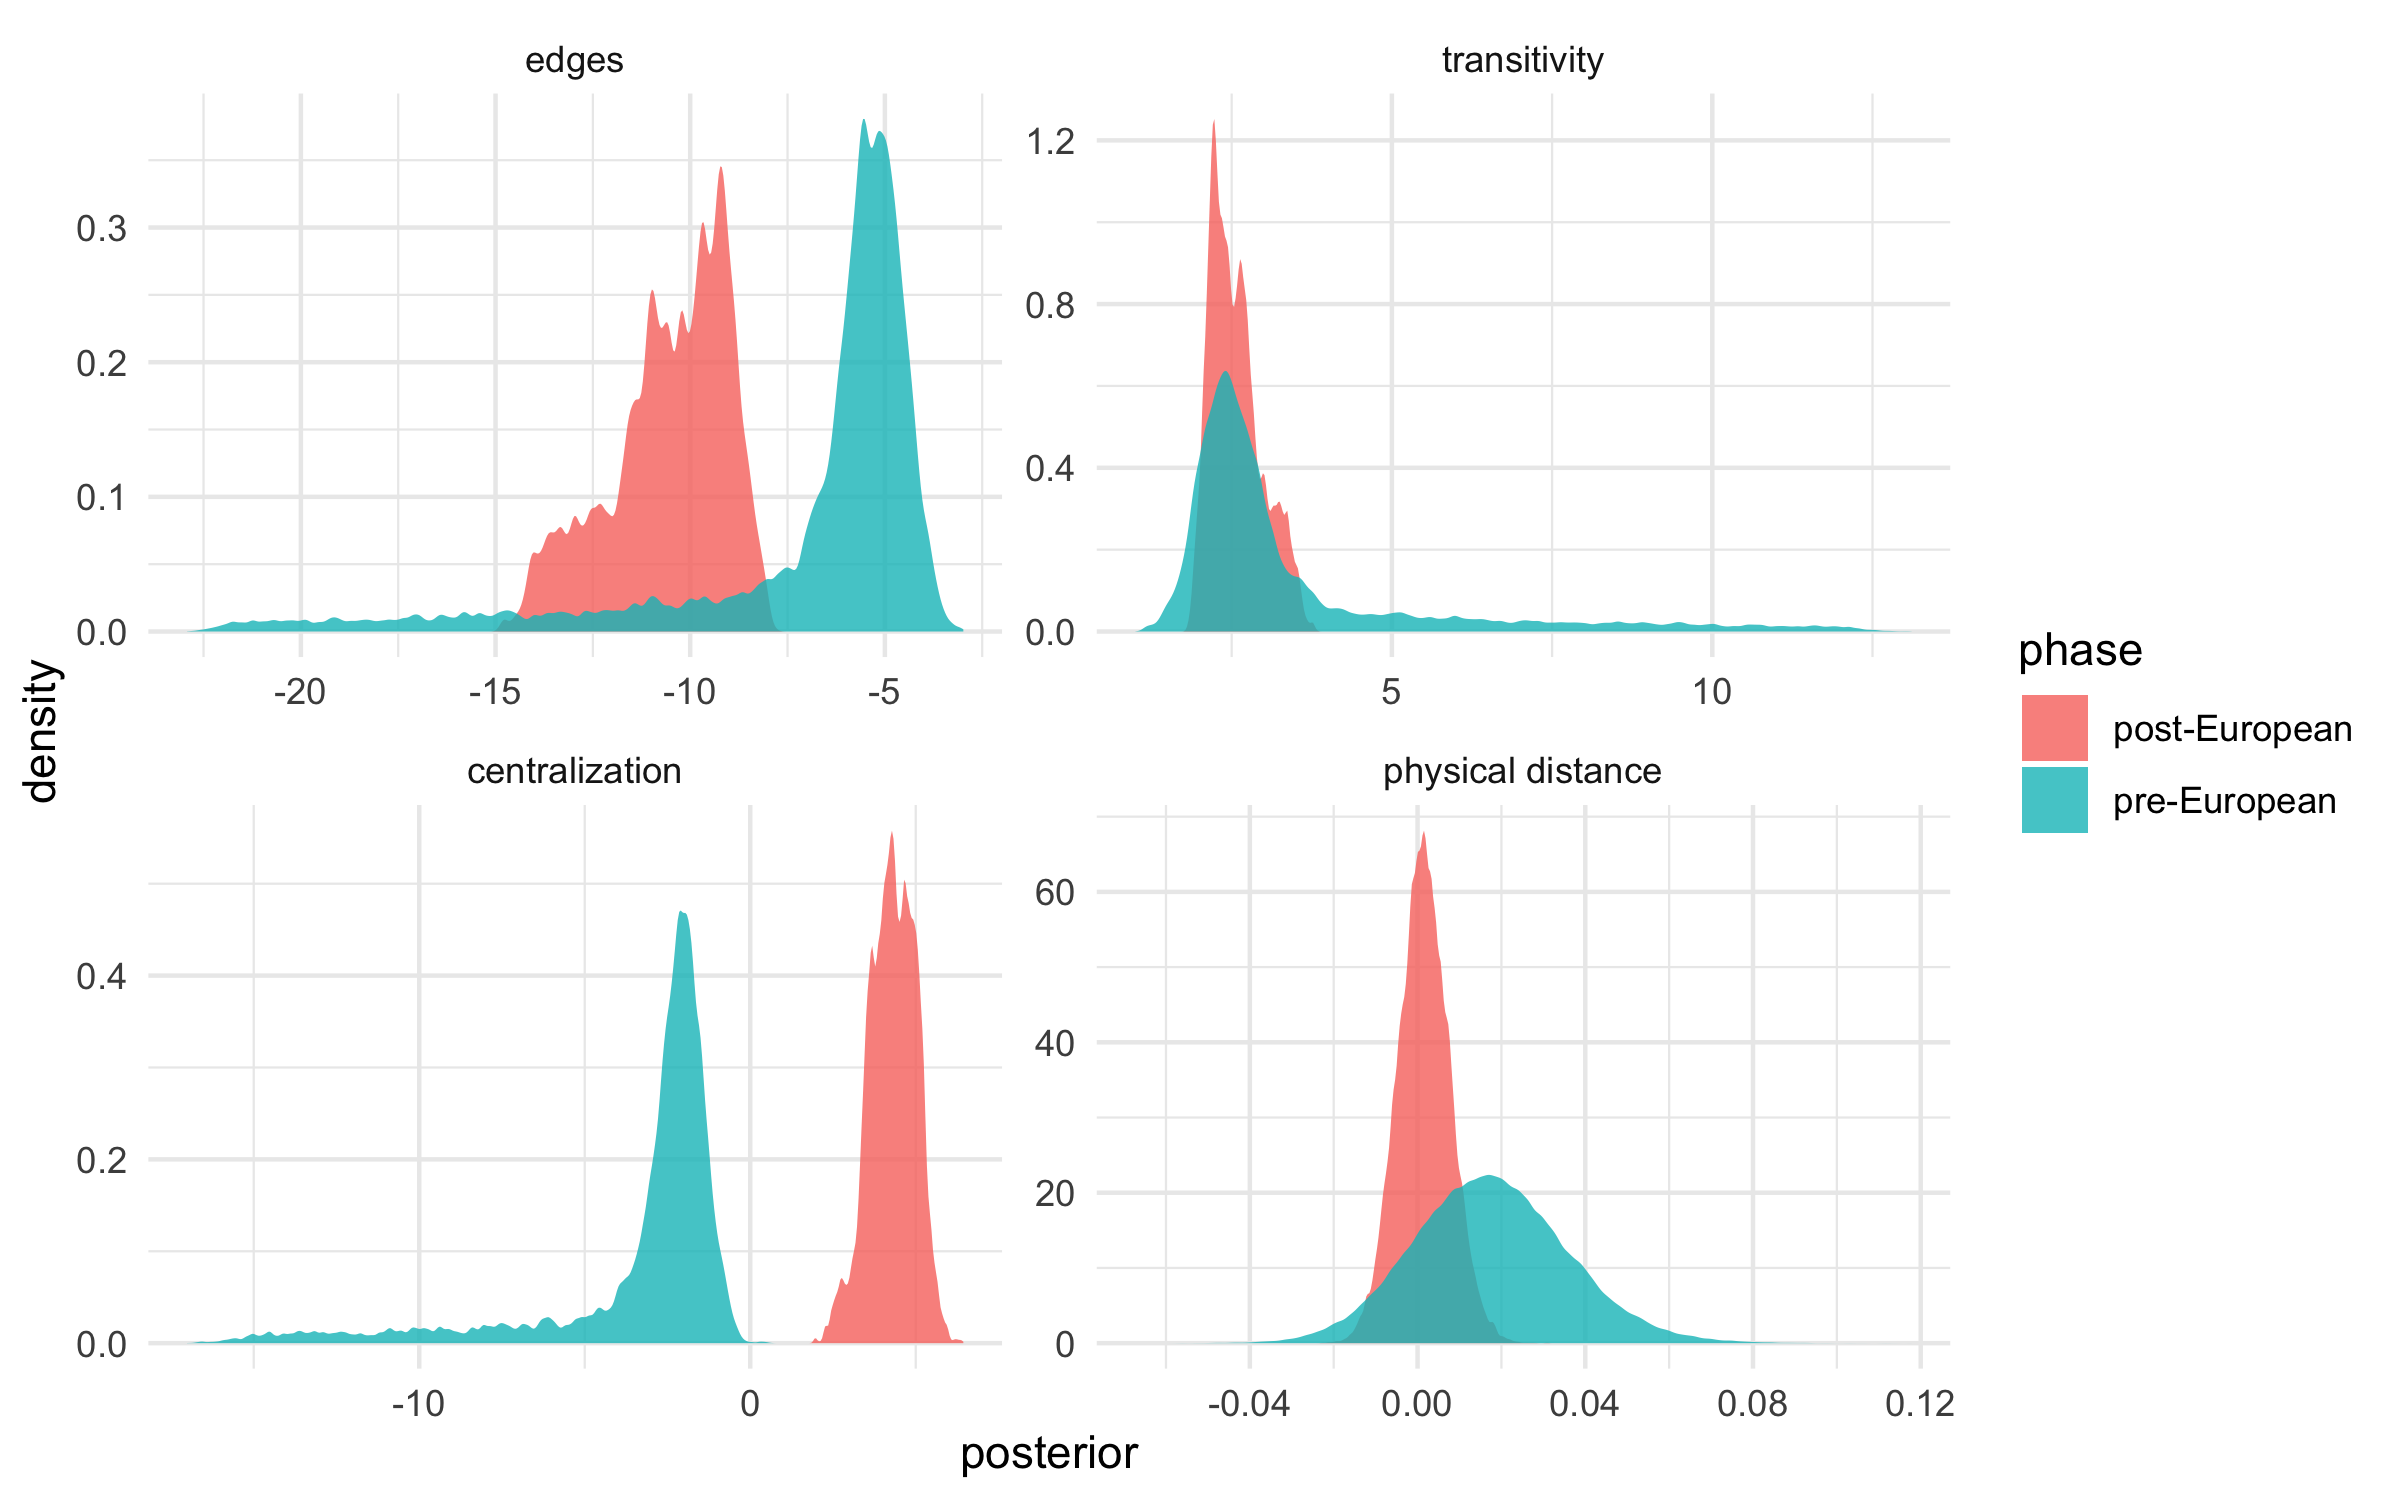 edges
transitivity
0.3
0.2
0.1
0.0
-20 -15 -10 -5
1.2
0.8
0.4
0.0
5 10
centralization
physical distance
0.4
0.2
0.0
-10 0
60
40
20
0
-0.04 0.00 0.04 0.08 0.12
density
posterior
phase
post-European
pre-European